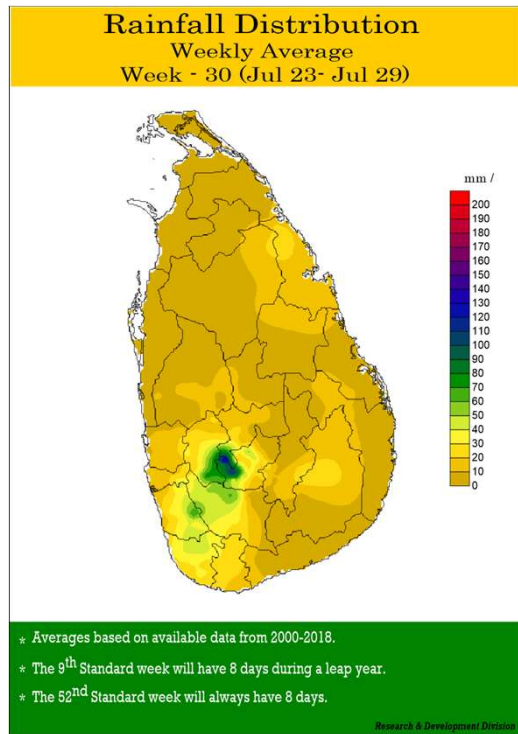 Rainfall Distribution
Weekly Average
Week - 30 (Jul 23- Jul 29)
mm /
200
190
180
170
160
150
140
130
120
110
100
90
80
70
60
50
40
30
20
10
0
* Averages based on available data from 2000-2018.
* The 9th Standard week will have 8 days during a leap year.
* The 52nd Standard week will always have 8 days.
Research & Development Division